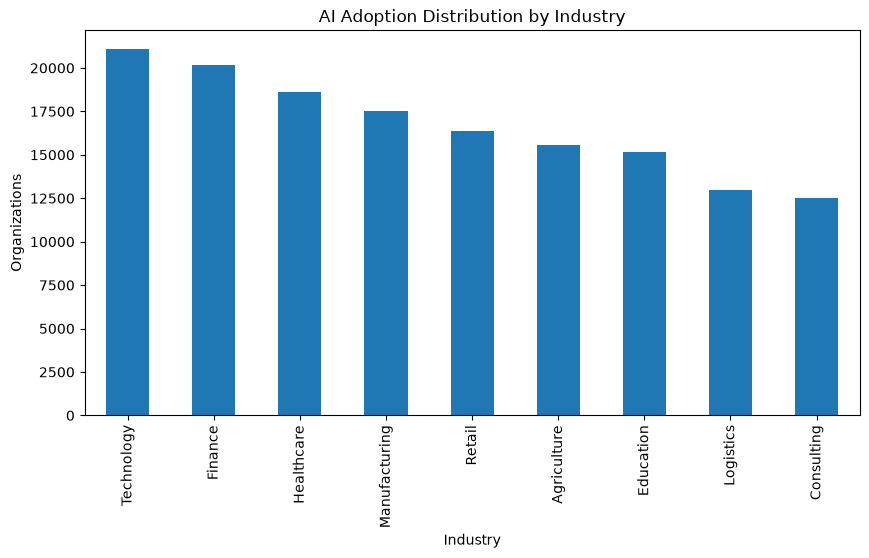 AI Adoption Distribution by Industry
Organizations
20000
17500
15000
12500
10000
7500
5000
2500
0
Technology
Finance
Healthcare
Manufacturing
Retail
Agriculture
Education
Logistics
Consulting
Industry